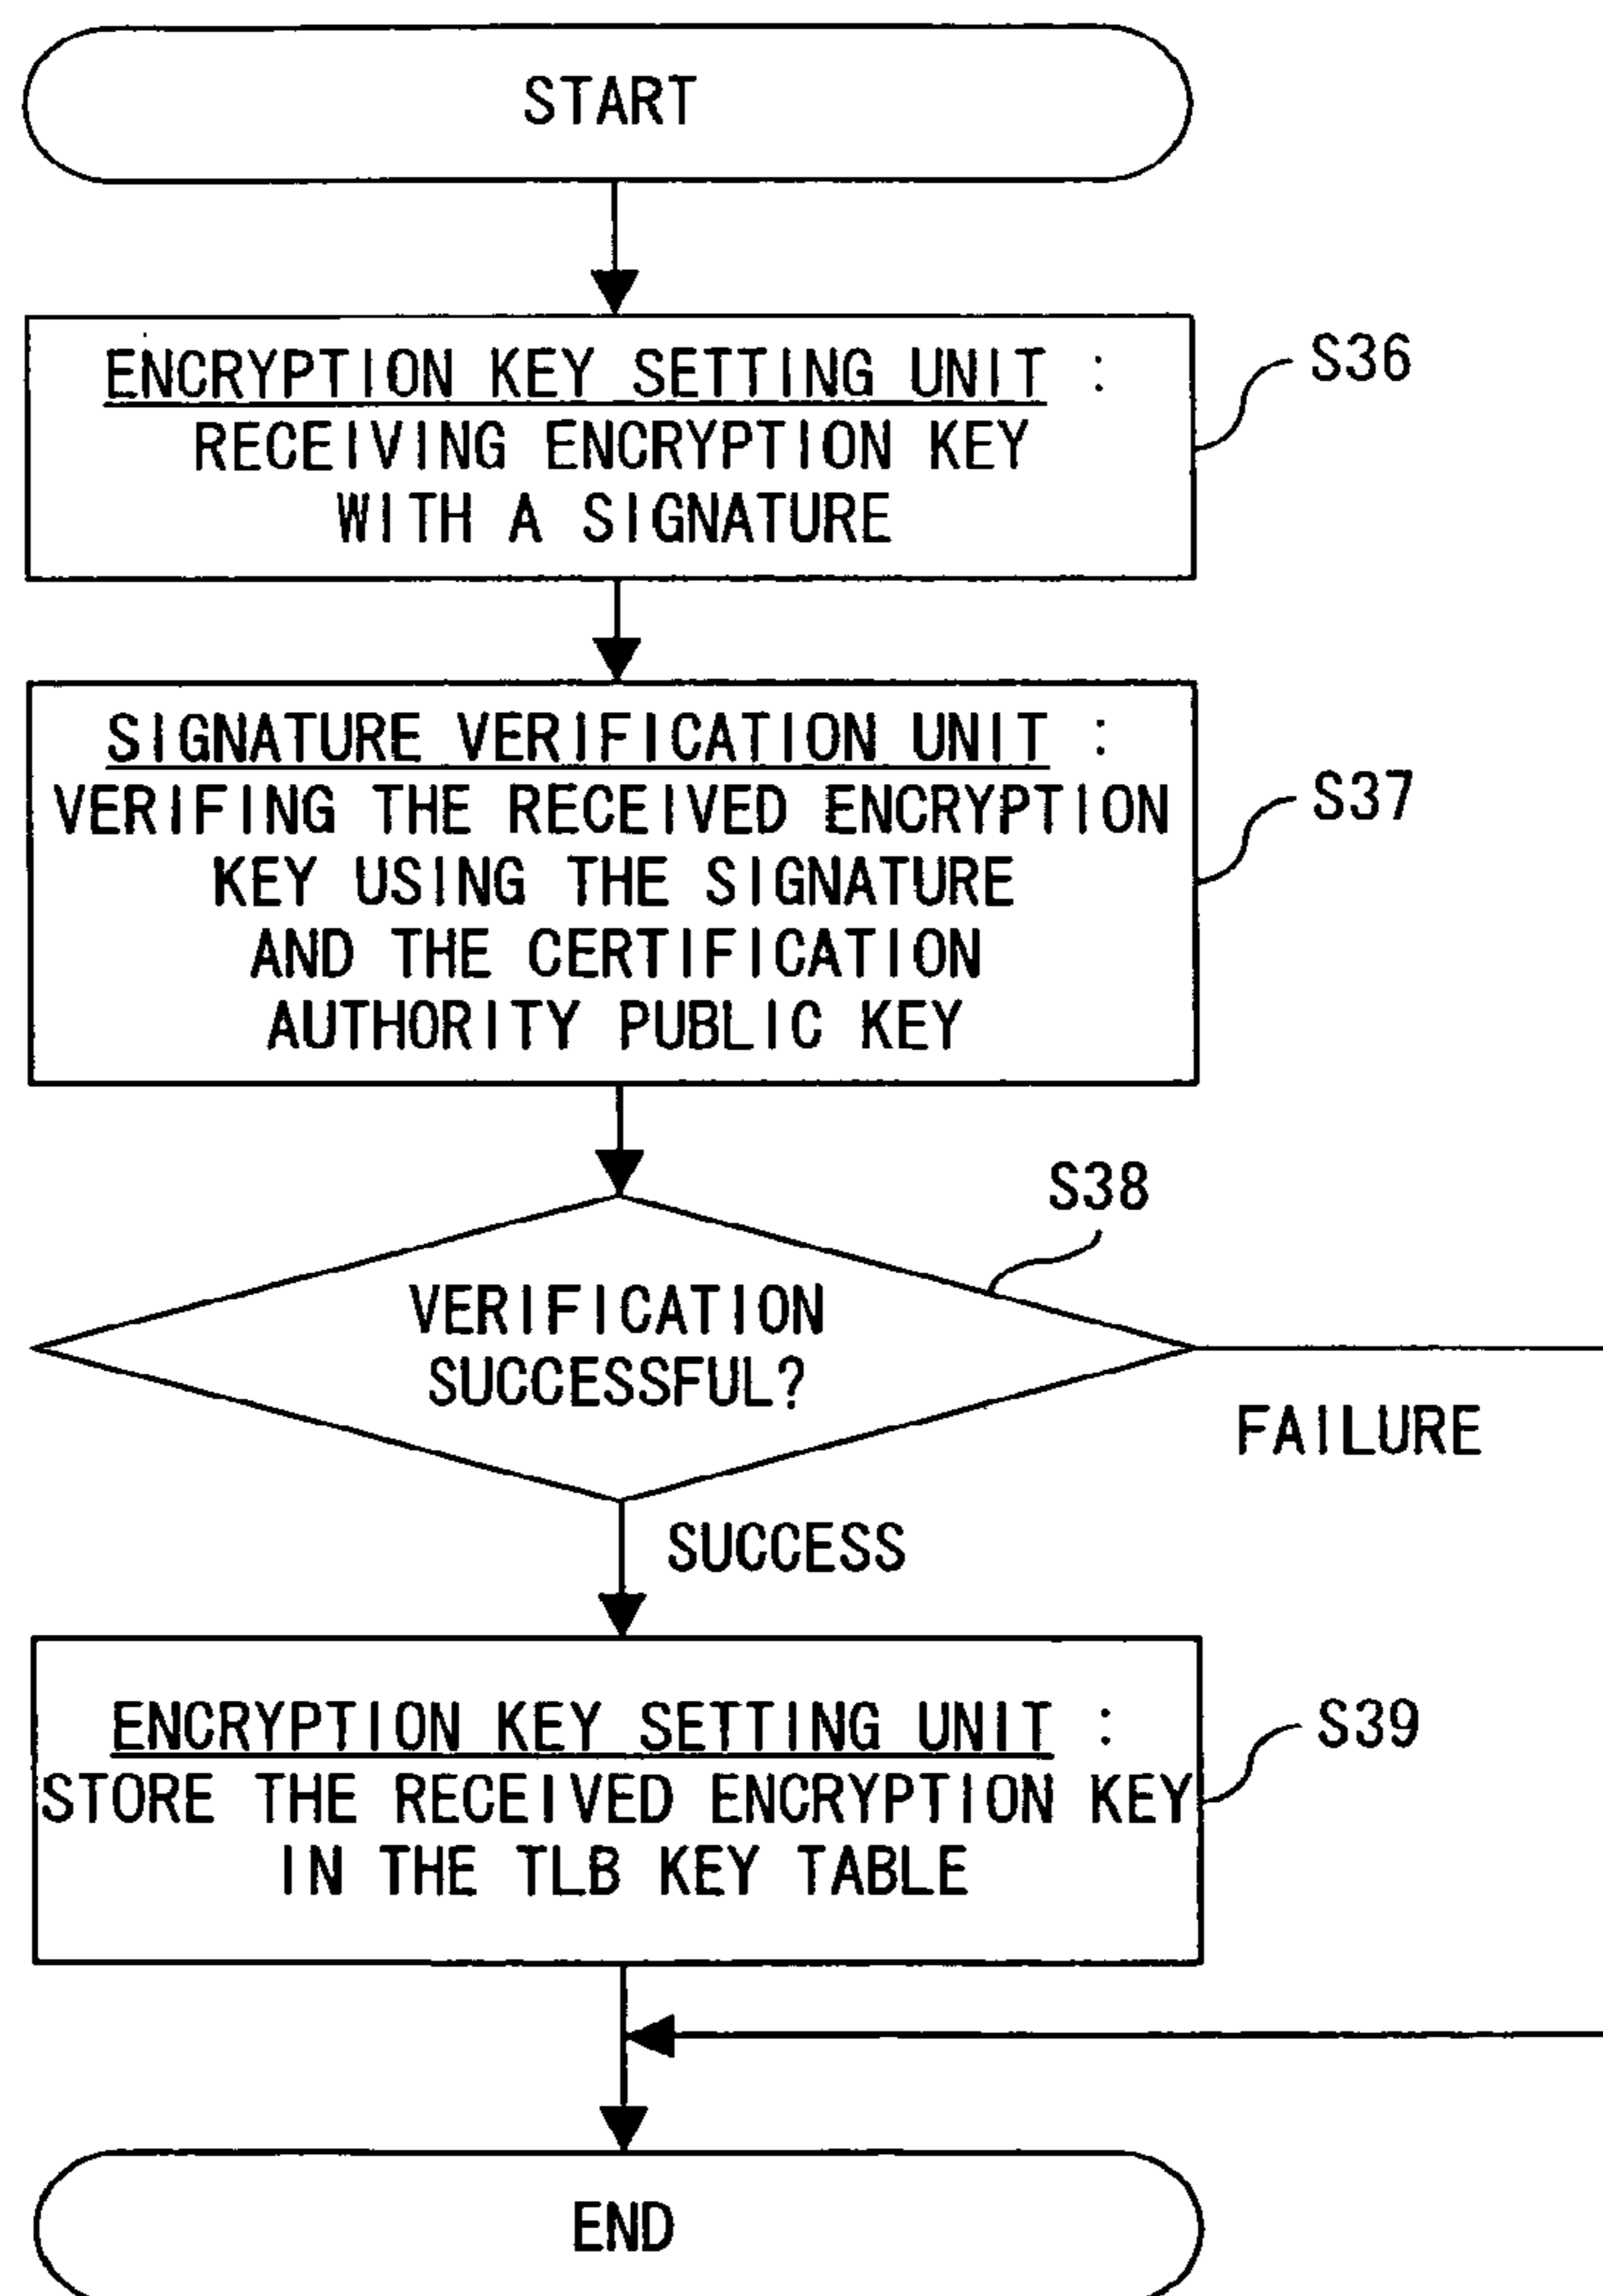 START
ENCRYPTION KEY SETTING UNIT :
RECEIVING ENCRYPTION KEY
WITH A SIGNATURE
S36
SIGNATURE VERIFICATION UNIT :
VERIFING THE RECEIVED ENCRYPTION
KEY USING THE SIGNATURE
AND THE CERTIFICATION
AUTHORITY PUBLIC KEY
S37
S38
VERIFICATION
SUCCESSFUL?
FAILURE
SUCCESS
ENCRYPTION KEY SETTING UNIT :
STORE THE RECEIVED ENCRYPTION KEY
IN THE TLB KEY TABLE
S39
END